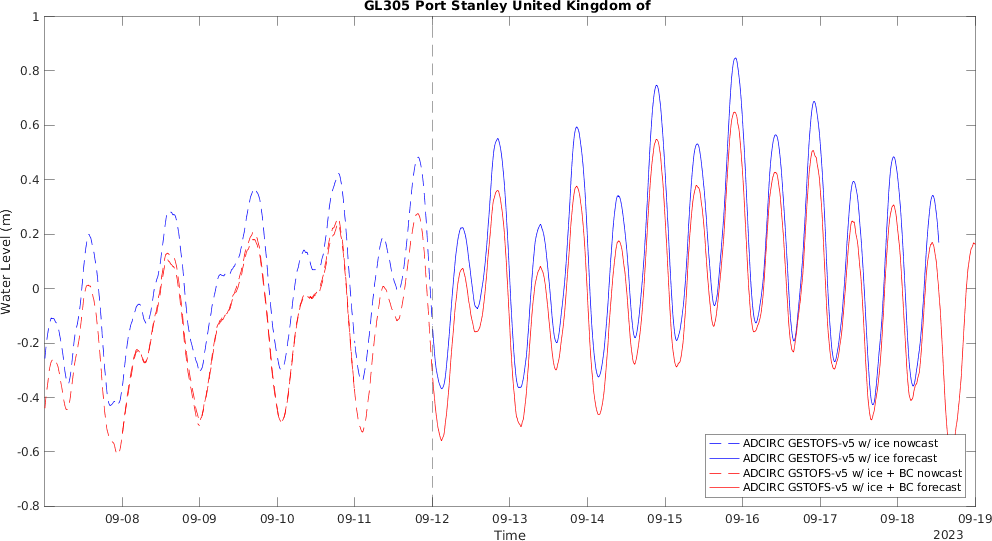 GL305 Port Stanley United Kingdom of
Water Level (m)
1
0.8
0.6
0.4
0.2
0
-0.2
-0.4
-0.6
-0.8
ADCIRC GESTOFS-v5 w/ ice nowcast
ADCIRC GESTOFS-v5 w/ ice forecast
ADCIRC GSTOFS-v5 w/ ice + BC nowcast
ADCIRC GSTOFS-v5 w/ ice + BC forecast
09-08 09-09 09-10 09-11 09-12 09-13 09-14 09-15 09-16 09-17 09-18 09-19
Time
2023